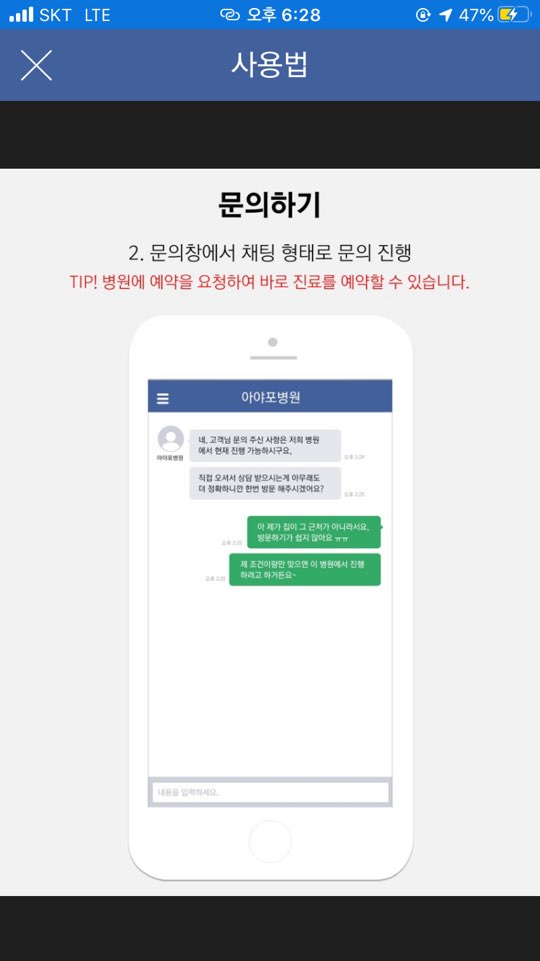 SKT LTE 오후 6:28 47%
사용법
문의하기
2. 문의창에서 채팅 형태로 문의 진행
TIP! 병원에 예약을 요청하여 바로 진료를 예약할 수 있습니다.
아야포병원
네, 고객님 문의 주신 사항은 저희 병원
에서 현재 진행 가능하시구요.
아야포병원
오후 2:24
직접 오셔서 상담 받으시는게 아무래도
더 정확하니깐 한번 방문 해주시겠어요?
오후 2:25
아 제가 집이 그 근처가 아니라서요,
방문하기가 쉽지 않아요 ㅠㅠ
오후 2:25
제 조건이랑만 맞으면 이 병원에서 진행
하려고 하거든요~
오후 2:25
내용을 입력하세요.